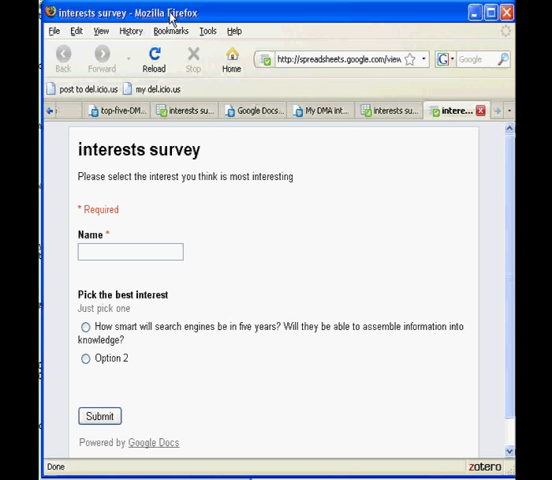 interests survey - Mozilla Firefox
File Edit View History Bookmarks Tools Help
Back Forward Reload Stop Home http://spreadsheets.google.com/view G Google
post to del.icio.us my del.icio.us
top-five-DM... interests su... Google Docs... My DMA int... interests su... intere...
interests survey
Please select the interest you think is most interesting
* Required
Name *
Pick the best interest
Just pick one
How smart will search engines be in five years? Will they be able to assemble information into
knowledge?
Option 2
Submit
Powered by Google Docs
Done zotero